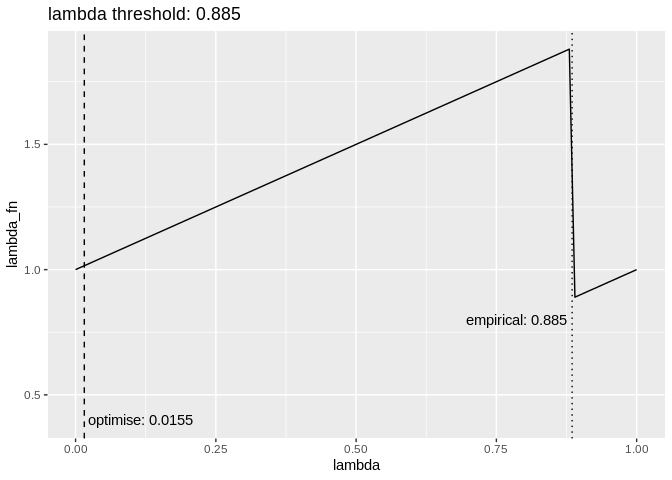 lambda threshold: 0.885
lambda_fn
1.5
1.0
0.5
empirical: 0.885
optimise: 0.0155
0.00 0.25 0.50 0.75 1.00
lambda